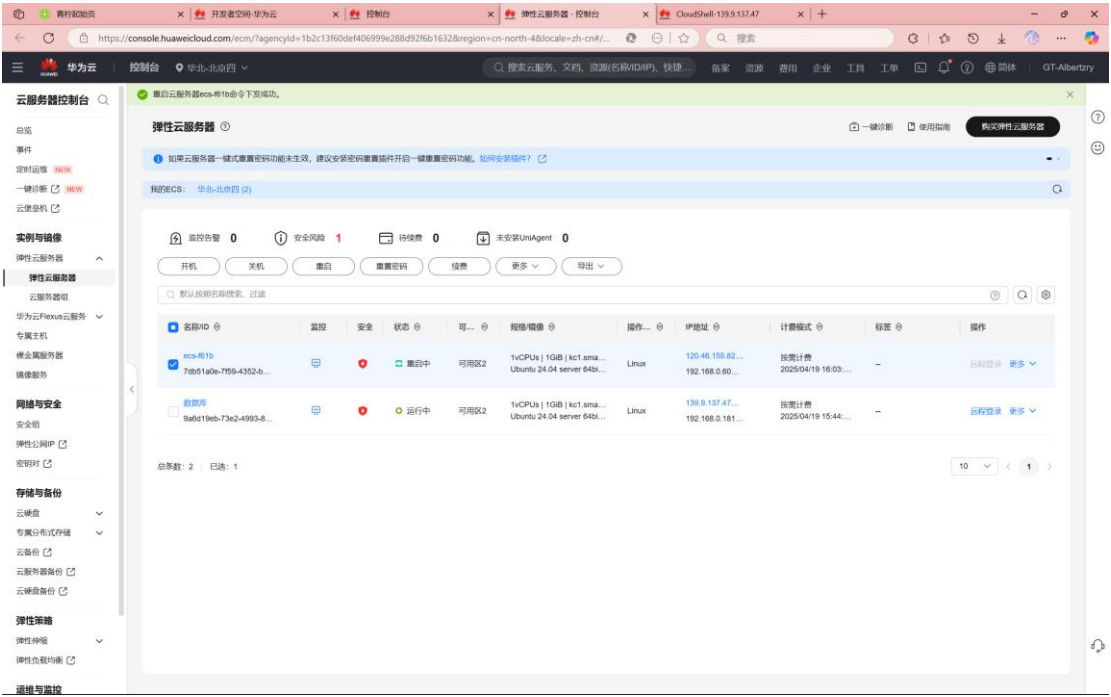 青柠起始页 开发者空间-华为云 控制台 弹性云服务器 - 控制台 CloudShell-139.9.137.47
https://console.huaweicloud.com/ecm/?agencyId=1b2c13f60def406999e288d92f6b1632&region=cn-north-4&locale=zh-cn#/... 搜索
HUAWEI 华为云 控制台 华北-北京四 搜索云服务、文档、资源(名称/ID/IP)、快捷... 备案 资源 费用 企业 工具 工单 简体 GT-Albertzry
云服务器控制台
总览
事件
定时运维 NEW
一键诊断 NEW
云堡垒机
实例与镜像
弹性云服务器
弹性云服务器
云服务器组
华为云Flexus云服务
专属主机
裸金属服务器
镜像服务
网络与安全
安全组
弹性公网IP
密钥对
存储与备份
云硬盘
专属分布式存储
云备份
云服务器备份
云硬盘备份
弹性策略
弹性伸缩
弹性负载均衡
运维与监控
重启云服务器ecs-f61b命令下发成功。
弹性云服务器 一键诊断 使用指南 购买弹性云服务器
如果云服务器一键式重置密码功能未生效，建议安装密码重置插件开启一键重置密码功能。如何安装插件？
我的ECS： 华北-北京四 (2)
监控告警 0 安全风险 1 待续费 0 未安装UniAgent 0
开机 关机 重启 重置密码 续费 更多 导出
默认按照名称搜索、过滤
名称/ID 监控 安全 状态 可... 规格/镜像 操作... IP地址 计费模式 标签 操作
ecs-f61b 重启中 可用区2 1vCPUs | 1GiB | kc1.sma... Linux 120.46.155.82... 按需计费 -- 远程登录 更多
7db51a0e-7f59-4352-b... Ubuntu 24.04 server 64bi... 192.168.0.60... 2025/04/19 16:03:...
数据库 运行中 可用区2 1vCPUs | 1GiB | kc1.sma... Linux 139.9.137.47... 按需计费 -- 远程登录 更多
9a6d19eb-73e2-4993-8... Ubuntu 24.04 server 64bi... 192.168.0.181... 2025/04/19 15:44:...
总条数: 2 已选: 1 10 1